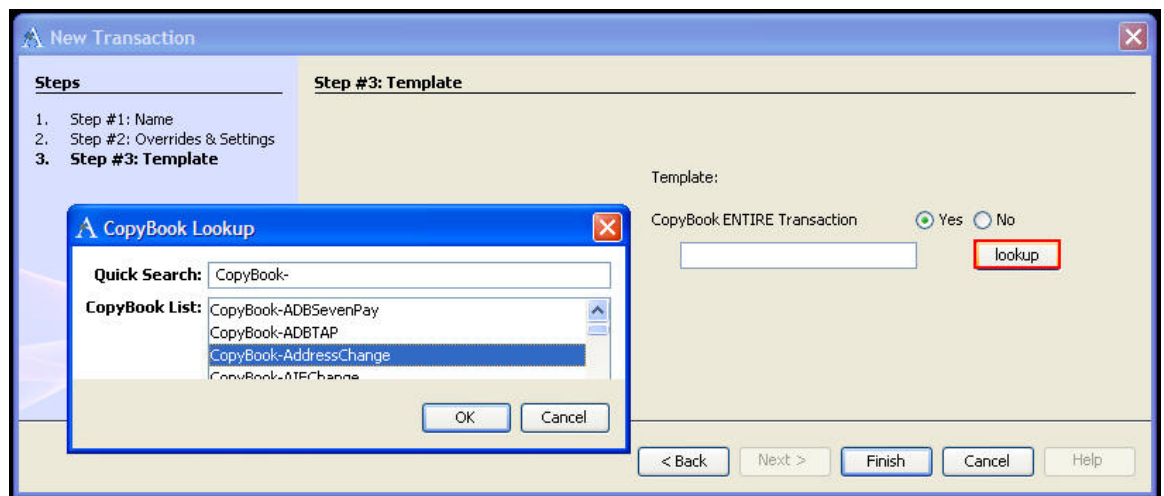 New Transaction
Steps
1. Step #1: Name
2. Step #2: Overrides & Settings
3. Step #3: Template
Step #3: Template
Template:
CopyBook ENTIRE Transaction Yes No
lookup
CopyBook Lookup
Quick Search: CopyBook-
CopyBook List: CopyBook-ADBSevenPay
CopyBook-ADBTAP
CopyBook-AddressChange
CopyBook-AIFChange
OK Cancel
< Back Next > Finish Cancel Help